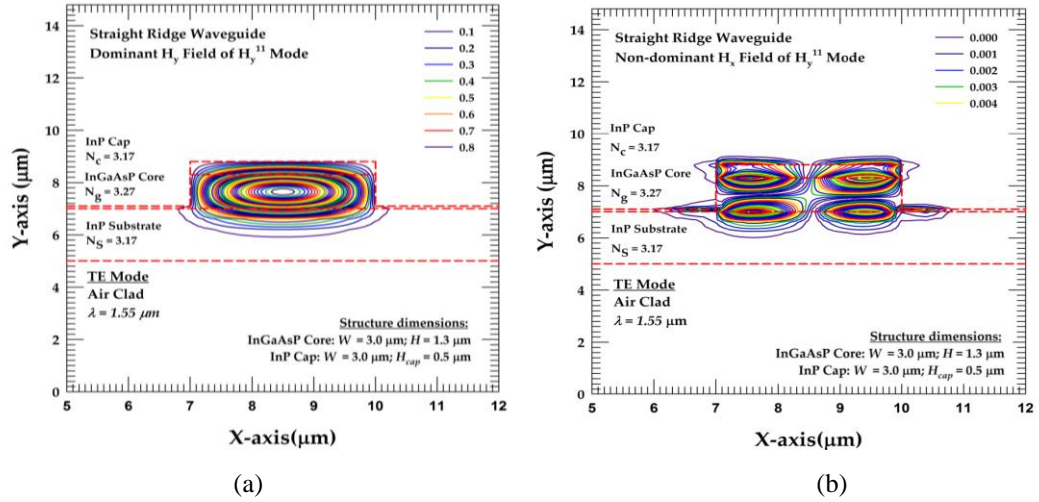 Straight Ridge Waveguide
Dominant Hy Field of Hy11 Mode
0.1
0.2
0.3
0.4
0.5
0.6
0.7
0.8
InP Cap
Nc = 3.17
InGaAsP Core
Ng = 3.27
InP Substrate
NS = 3.17
TE Mode
Air Clad
λ = 1.55 μm
Structure dimensions:
InGaAsP Core: W = 3.0 μm; H = 1.3 μm
InP Cap: W = 3.0 μm; Hcap = 0.5 μm
Y-axis (μm)
14
12
10
8
6
4
2
0
5 6 7 8 9 10 11 12
X-axis(μm)
(a)
Straight Ridge Waveguide
Non-dominant Hx Field of Hy11 Mode
0.000
0.001
0.002
0.003
0.004
InP Cap
Nc = 3.17
InGaAsP Core
Ng = 3.27
InP Substrate
NS = 3.17
TE Mode
Air Clad
λ = 1.55 μm
Structure dimensions:
InGaAsP Core: W = 3.0 μm; H = 1.3 μm
InP Cap: W = 3.0 μm; Hcap = 0.5 μm
Y-axis (μm)
14
12
10
8
6
4
2
0
5 6 7 8 9 10 11 12
X-axis(μm)
(b)